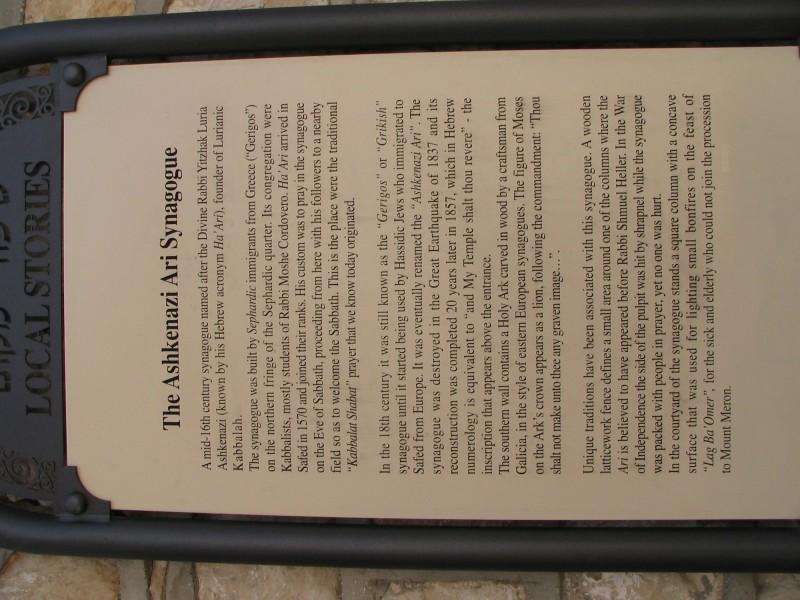 LOCAL STORIES
The Ashkenazi Ari Synagogue
A mid-16th century synagogue named after the Divine Rabbi Yitzhak Luria
Ashkenazi (known by his Hebrew acronym Ha'Ari), founder of Lurianic
Kabbalah.
The synagogue was built by Sephardic immigrants from Greece ("Gerigos")
on the northern fringe of the Sephardic quarter. Its congregation were
Kabbalists, mostly students of Rabbi Moshe Cordovero. Ha'Ari arrived in
Safed in 1570 and joined their ranks. His custom was to pray in the synagogue
on the Eve of Sabbath, proceeding from here with his followers to a nearby
field so as to welcome the Sabbath. This is the place were the traditional
"Kabbalat Shabat" prayer that we know today originated.
In the 18th century it was still known as the "Gerigos" or "Grikish"
synagogue until it started being used by Hassidic Jews who immigrated to
Safed from Europe. It was eventually renamed the "Ashkenazi Ari". The
synagogue was destroyed in the Great Earthquake of 1837 and its
reconstruction was completed 20 years later in 1857, which in Hebrew
numerology is equivalent to "and My Temple shalt thou revere" - the
inscription that appears above the entrance.
The southern wall contains a Holy Ark carved in wood by a craftsman from
Galicia, in the style of eastern European synagogues. The figure of Moses
on the Ark's crown appears as a lion, following the commandment: "Thou
shalt not make unto thee any graven image...."
Unique traditions have been associated with this synagogue. A wooden
latticework fence defines a small area around one of the columns where the
Ari is believed to have appeared before Rabbi Shmuel Heller. In the War
of Independence the side of the pulpit was hit by shrapnel while the synagogue
was packed with people in prayer, yet no one was hurt.
In the courtyard of the synagogue stands a square column with a concave
surface that was used for lighting small bonfires on the feast of
"Lag Ba'Omer", for the sick and elderly who could not join the procession
to Mount Meron.